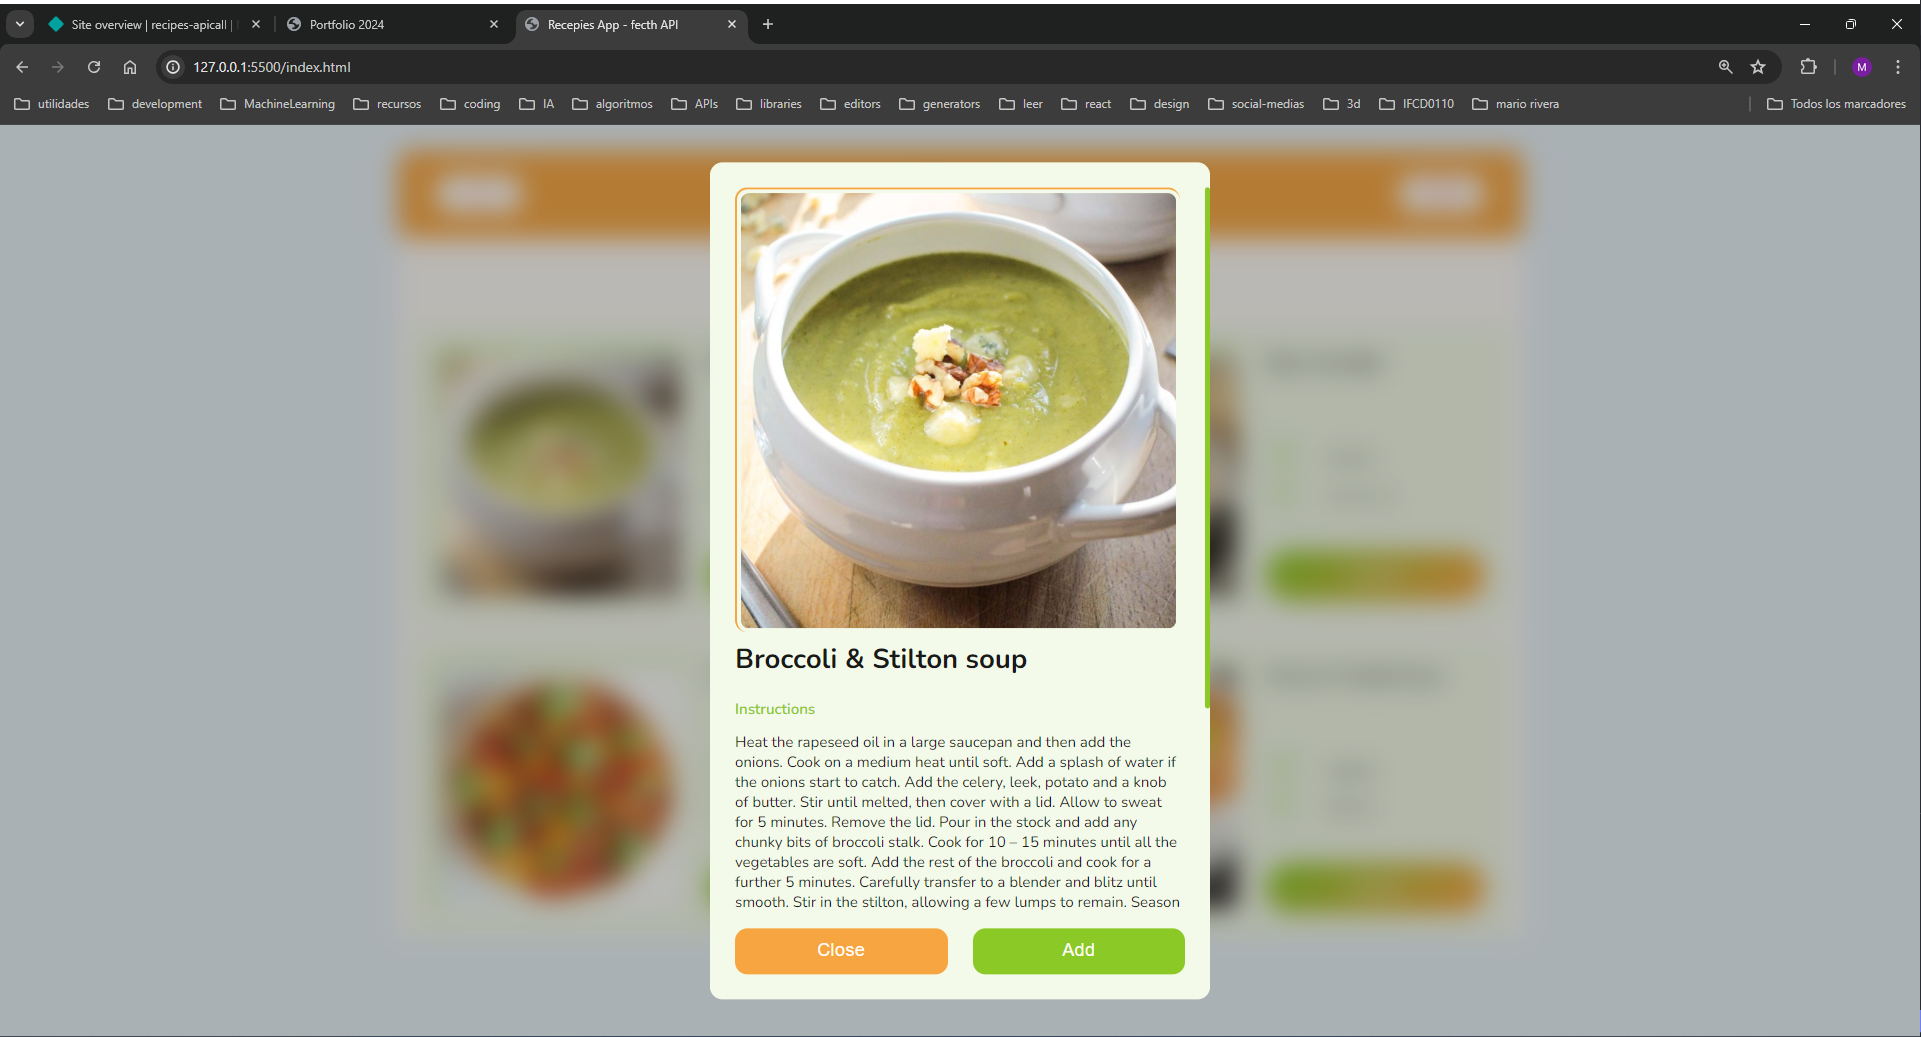 Site overview | recipes-apicall |
Portfolio 2024
Recepies App - fecth API
127.0.0.1:5500/index.html
M
utilidades
development
MachineLearning
recursos
coding
IA
algoritmos
APIs
libraries
editors
generators
leer
react
design
social-medias
3d
IFCD0110
mario rivera
Todos los marcadores
Broccoli & Stilton soup
Instructions
Heat the rapeseed oil in a large saucepan and then add the
onions. Cook on a medium heat until soft. Add a splash of water if
the onions start to catch. Add the celery, leek, potato and a knob
of butter. Stir until melted, then cover with a lid. Allow to sweat
for 5 minutes. Remove the lid. Pour in the stock and add any
chunky bits of broccoli stalk. Cook for 10 – 15 minutes until all the
vegetables are soft. Add the rest of the broccoli and cook for a
further 5 minutes. Carefully transfer to a blender and blitz until
smooth. Stir in the stilton, allowing a few lumps to remain. Season
Close
Add